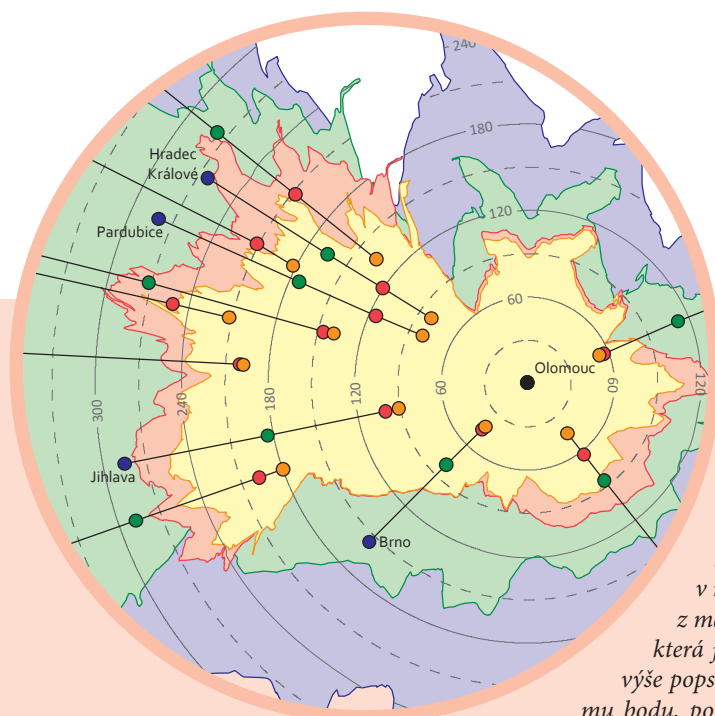 240
180
120
60
Hradec
Králové
Pardubice
Olomouc
300
240
180
120
60
60
120
Jihlava
Brno
v
z
která
výše pops
mu bodu, po